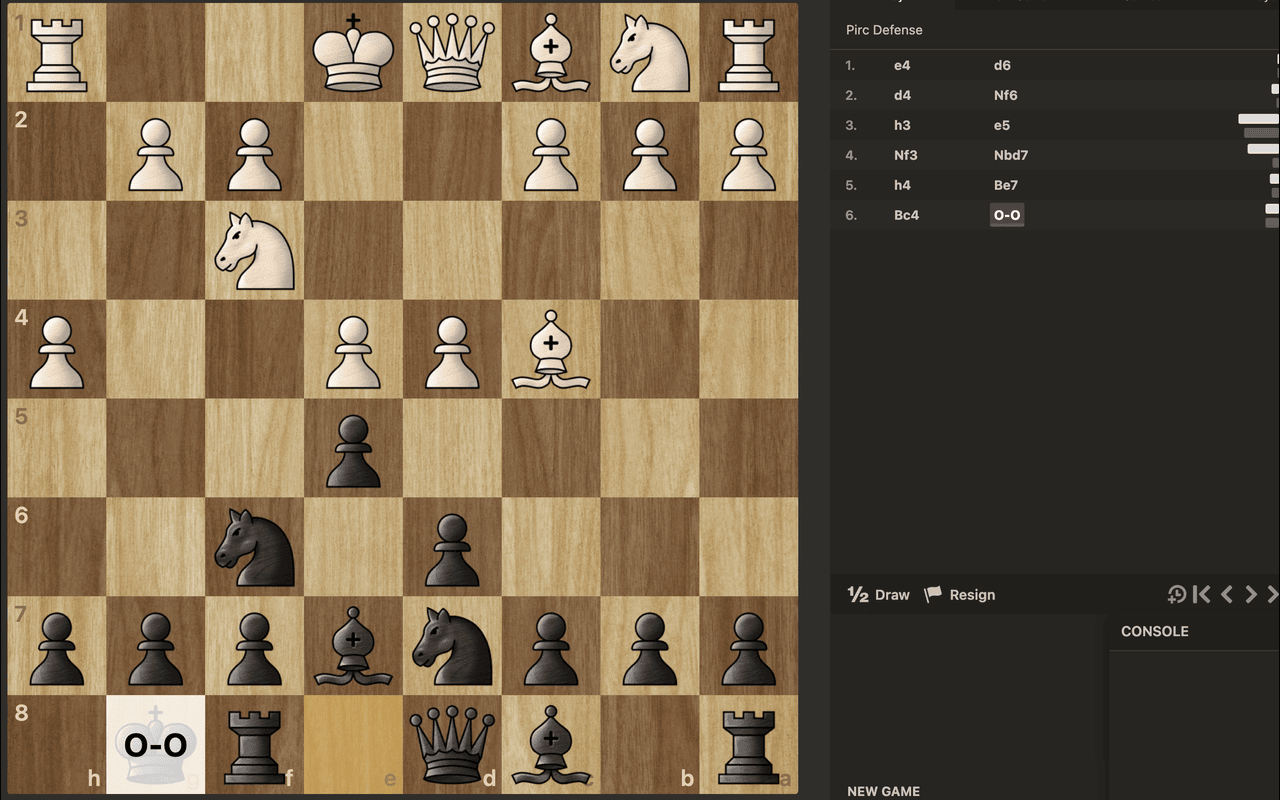 1
2
3
4
5
6
7
8
h
g
f
e
d
c
b
a
O-O
Pirc Defense
1. e4 d6
2. d4 Nf6
3. h3 e5
4. Nf3 Nbd7
5. h4 Be7
6. Bc4 O-O
½ Draw Resign
CONSOLE
NEW GAME